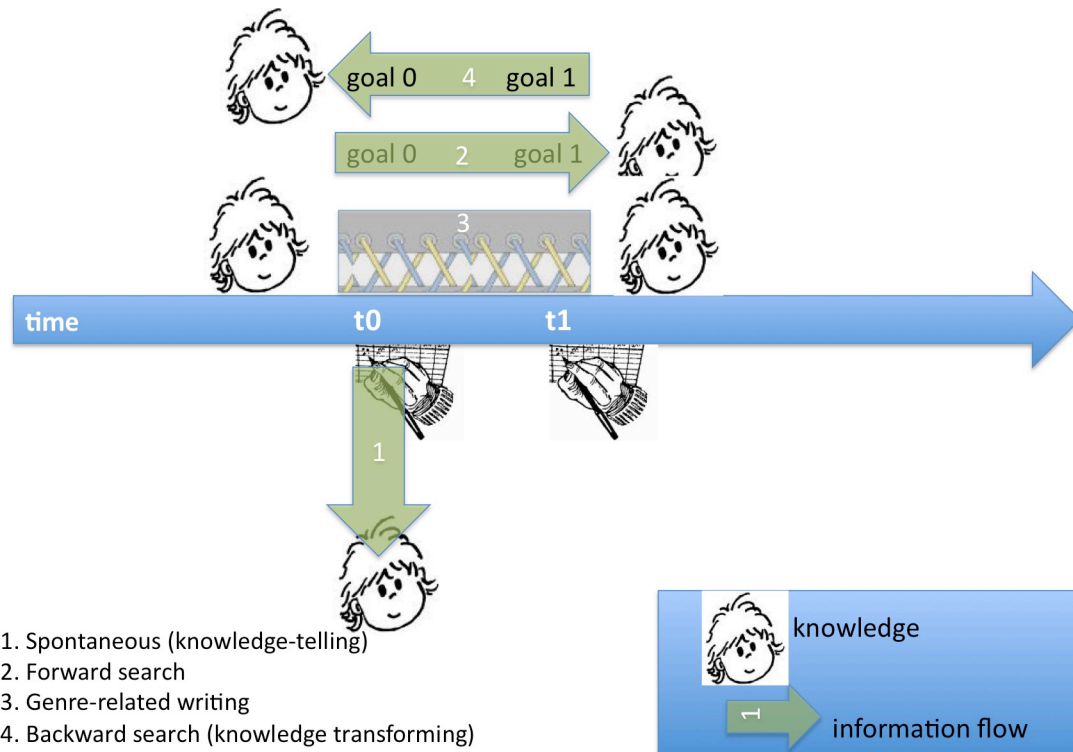 goal 0 4 goal 1
goal 0 2 goal 1
3
time t0 t1
1
1. Spontaneous (knowledge-telling)
2. Forward search
3. Genre-related writing
4. Backward search (knowledge transforming)
knowledge
1
information flow